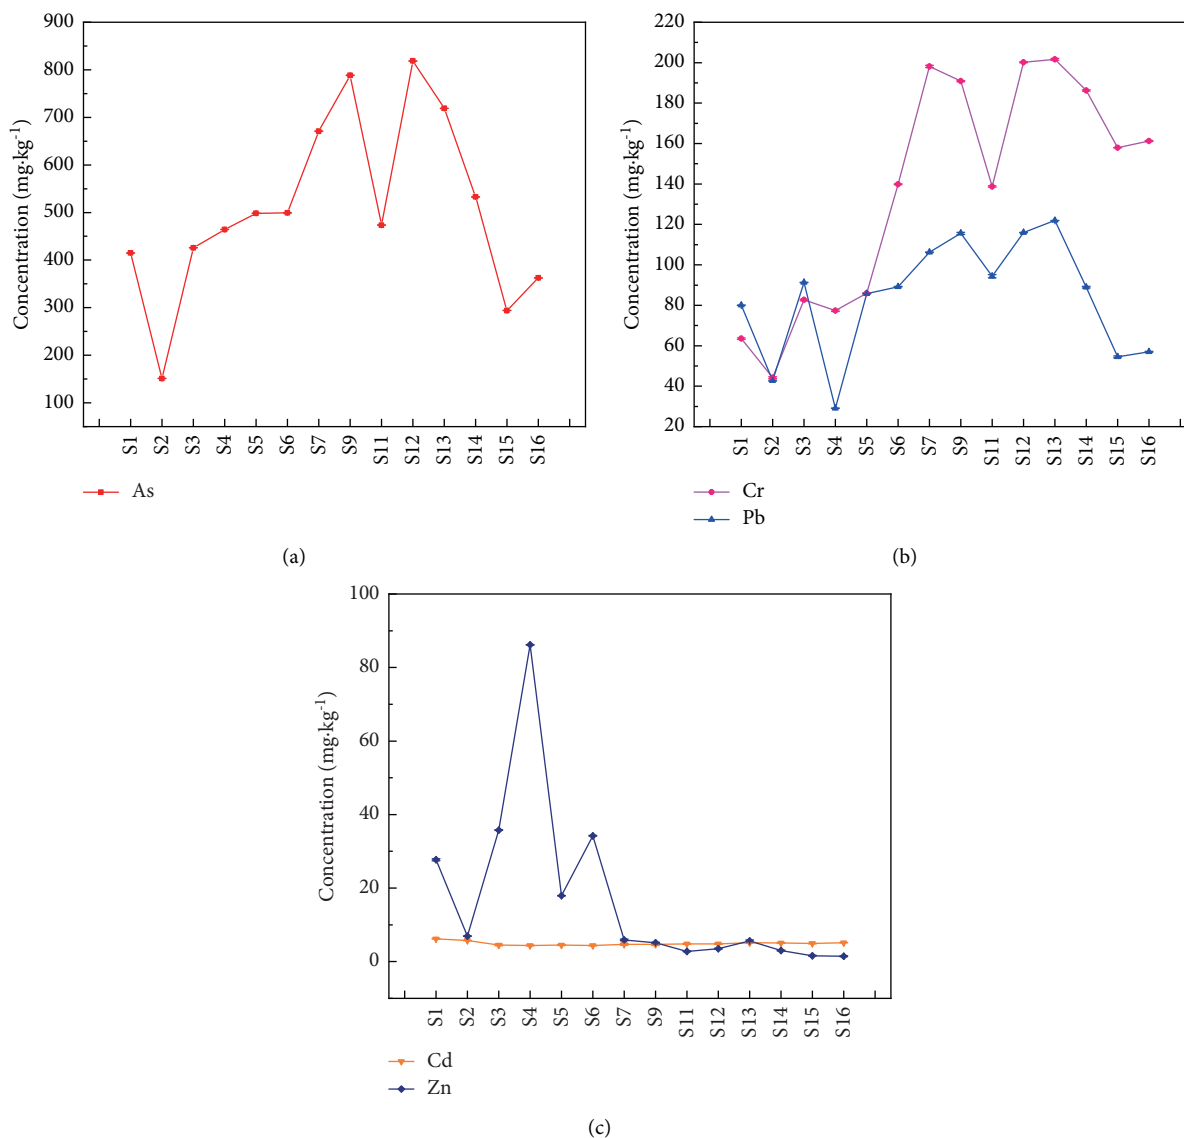 900
800
700
600
500
400
300
200
100
Concentration (mg·kg-1)
S1 S2 S3 S4 S5 S6 S7 S9 S11 S12 S13 S14 S15 S16
As
(a)
220
200
180
160
140
120
100
80
60
40
20
Concentration (mg·kg-1)
S1 S2 S3 S4 S5 S6 S7 S9 S11 S12 S13 S14 S15 S16
Cr
Pb
(b)
100
80
60
40
20
0
Concentration (mg·kg-1)
S1 S2 S3 S4 S5 S6 S7 S9 S11 S12 S13 S14 S15 S16
Cd
Zn
(c)